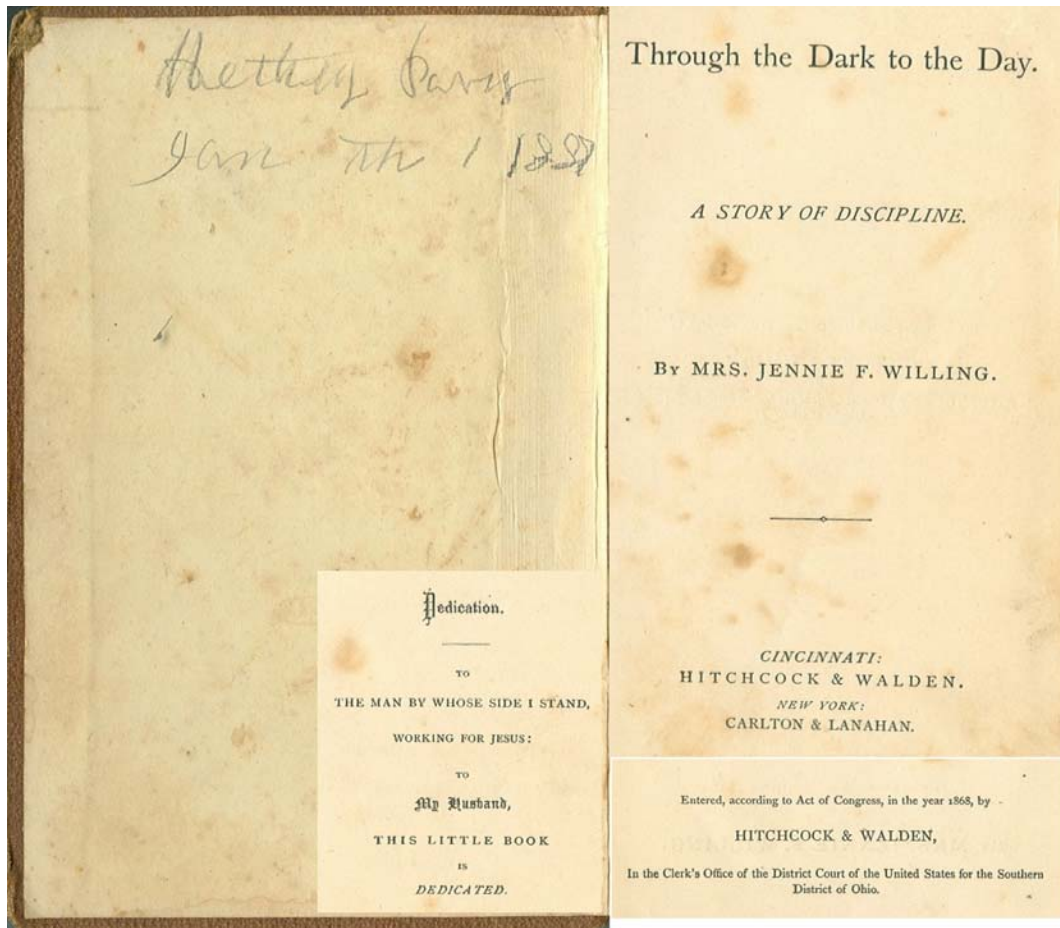 Jan
1
Through the Dark to the Day.
A STORY OF DISCIPLINE.
BY MRS. JENNIE F. WILLING.
CINCINNATI:
HITCHCOCK & WALDEN.
NEW YORK:
CARLTON & LANAHAN.
Dedication.
TO
THE MAN BY WHOSE SIDE I STAND,
WORKING FOR JESUS:
TO
My Husband,
THIS LITTLE BOOK
IS
DEDICATED.
Entered, according to Act of Congress, in the year 1868, by
HITCHCOCK & WALDEN,
In the Clerk's Office of the District Court of the United States for the Southern
District of Ohio.